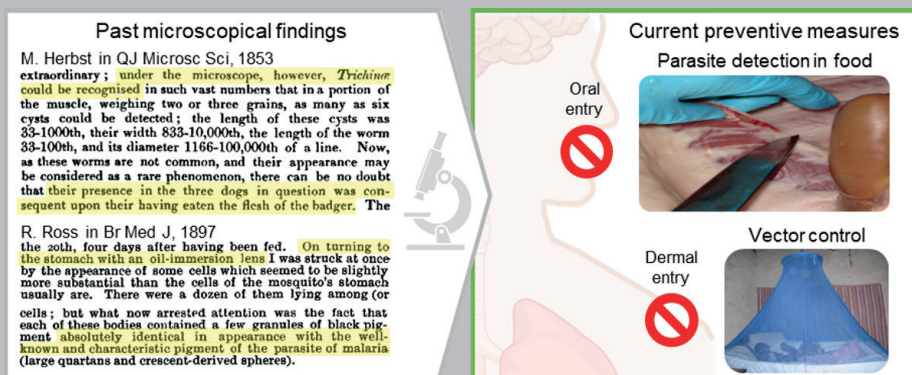 Past microscopical findings
M. Herbst in QJ Microsc Sci, 1853
extraordinary; under the microscope, however, Trichinæ
could be recognised in such vast numbers that in a portion of
the muscle, weighing two or three grains, as many as six
cysts could be detected; the length of these cysts was
33-1000th, their width 833-10,000th, the length of the worm
33-100th, and its diameter 1166-100,000th of a line. Now,
as these worms are not common, and their appearance may
be considered as a rare phenomenon, there can be no doubt
that their presence in the three dogs in question was con-
sequent upon their having eaten the flesh of the badger. The
R. Ross in Br Med J, 1897
the 20th, four days after having been fed. On turning to
the stomach with an oil-immersion lens I was struck at once
by the appearance of some cells which seemed to be slightly
more substantial than the cells of the mosquito's stomach
usually are. There were a dozen of them lying among (or
cells; but what now arrested attention was the fact that
each of these bodies contained a few granules of black pig-
ment absolutely identical in appearance with the well-
known and characteristic pigment of the parasite of malaria
(large quartans and crescent-derived spheres).
Current preventive measures
Parasite detection in food
Oral
entry
Vector control
Dermal
entry